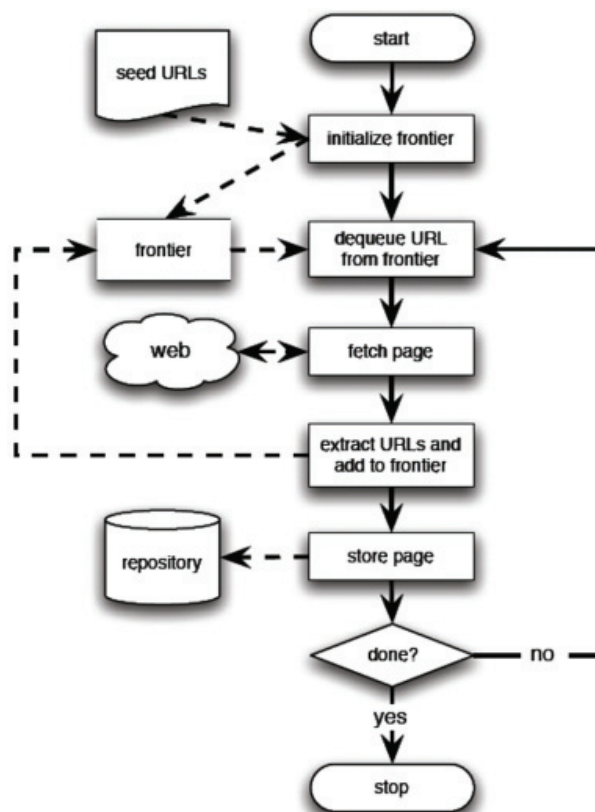 start
seed URLs
initialize frontier
frontier
dequeue URL
from frontier
web
fetch page
extract URLs and
add to frontier
repository
store page
done?
no
yes
stop